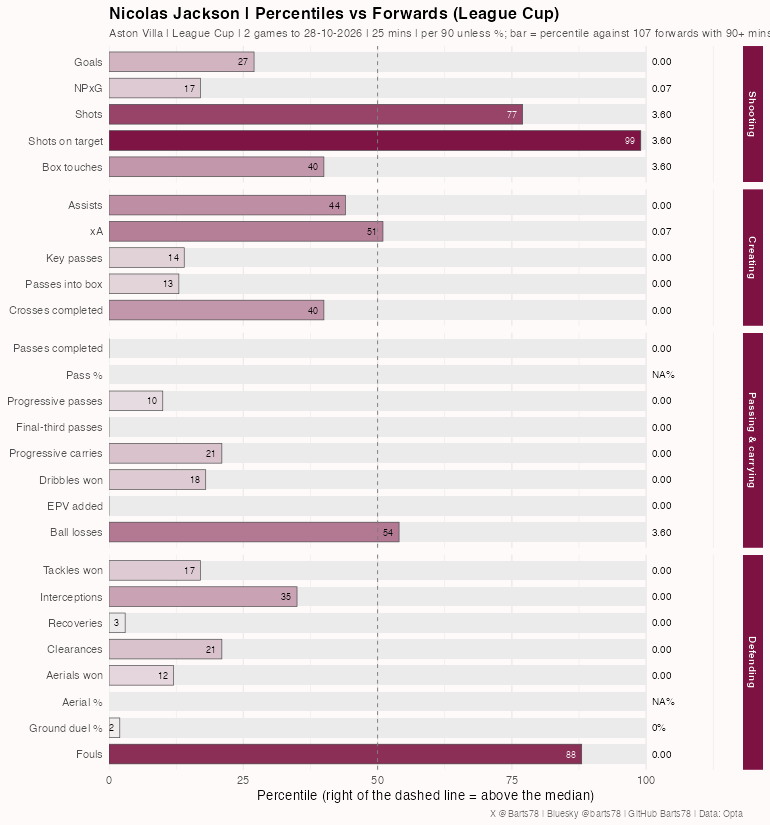 Nicolas Jackson | Percentiles vs Forwards (League Cup)
Aston Villa | League Cup | 2 games to 28-10-2026 | 25 mins | per 90 unless %; bar = percentile against 107 forwards with 90+ mins
Goals 27 0.00
NPxG 17 0.07
Shots 77 3.60
Shots on target 99 3.60
Box touches 40 3.60
Shooting
Assists 44 0.00
xA 51 0.07
Key passes 14 0.00
Passes into box 13 0.00
Crosses completed 40 0.00
Creating
Passes completed 0.00
Pass % NA%
Progressive passes 10 0.00
Final-third passes 0.00
Progressive carries 21 0.00
Dribbles won 18 0.00
EPV added 0.00
Ball losses 54 3.60
Passing & carrying
Tackles won 17 0.00
Interceptions 35 0.00
Recoveries 3 0.00
Clearances 21 0.00
Aerials won 12 0.00
Aerial % NA%
Ground duel % 2 0%
Fouls 88 0.00
Defending
0 25 50 75 100
Percentile (right of the dashed line = above the median)
X @Barts78 | Bluesky @barts78 | GitHub Barts78 | Data: Opta